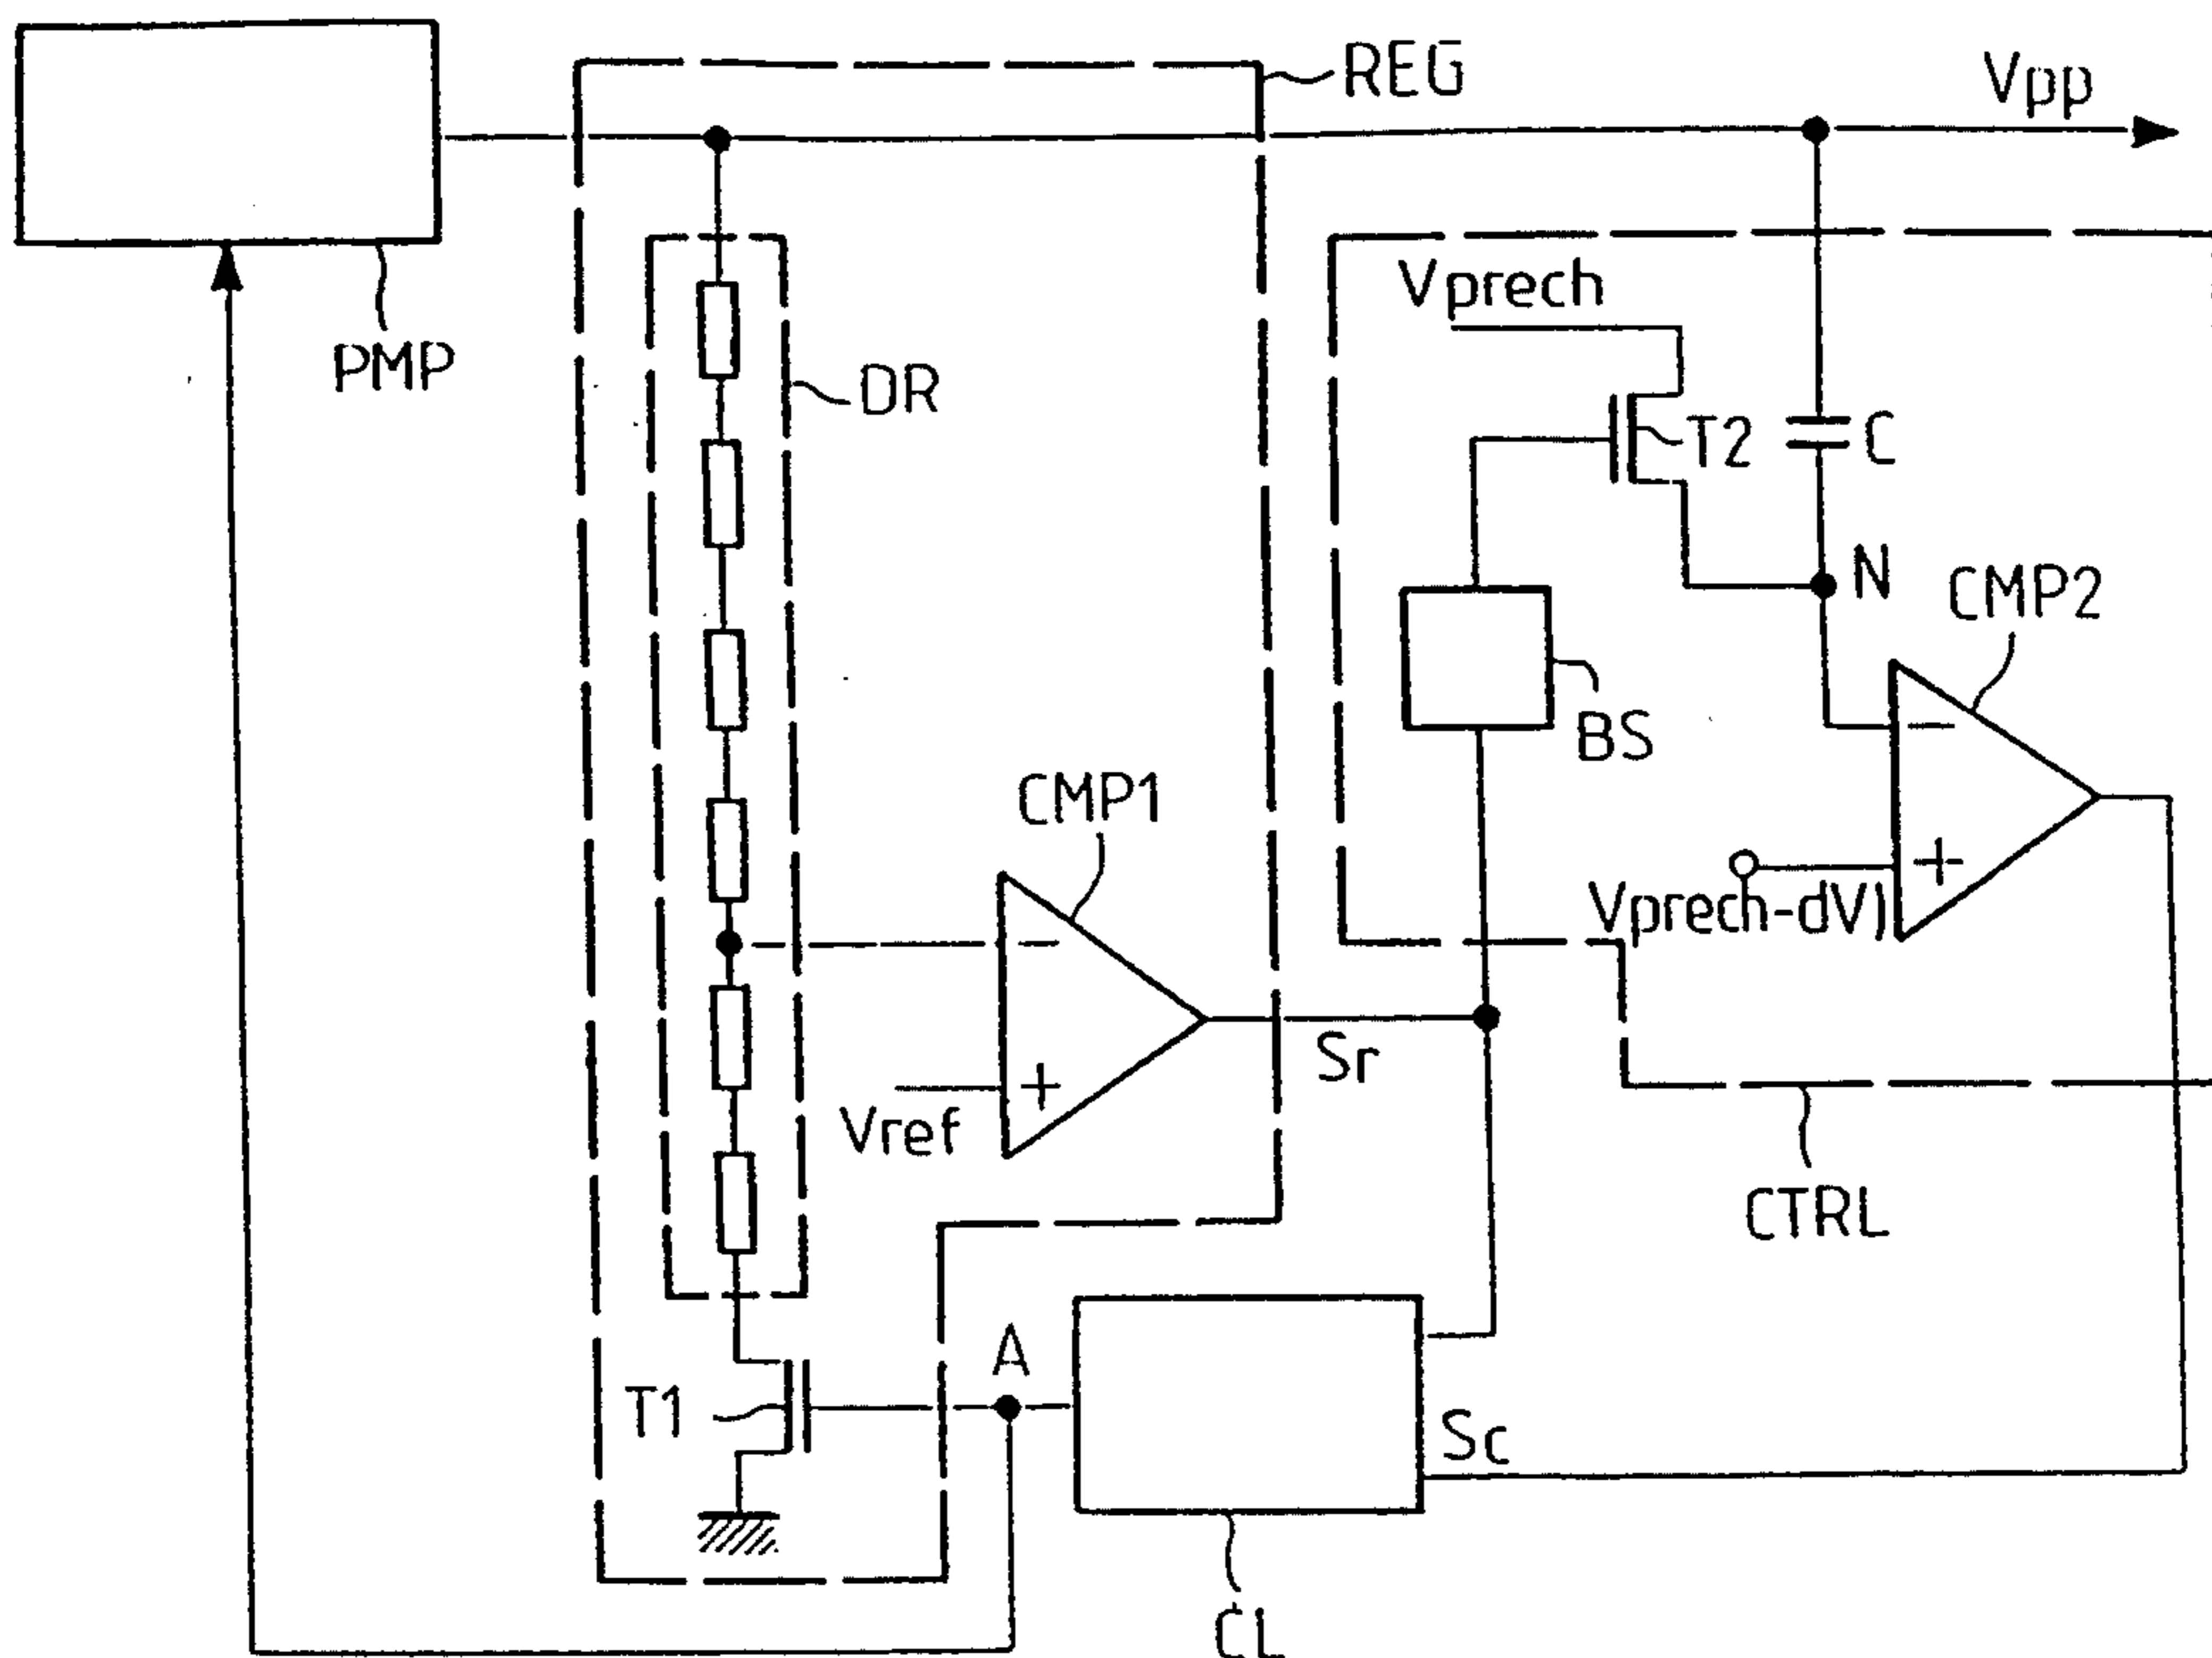 REG
Vpp
Vprech
PMP
DR
T2
C
N
CMP2
BS
CMP1
−
−
+
Vprech-dV)
Sr
+
Vref
CTRL
A
T1
Sc
CL